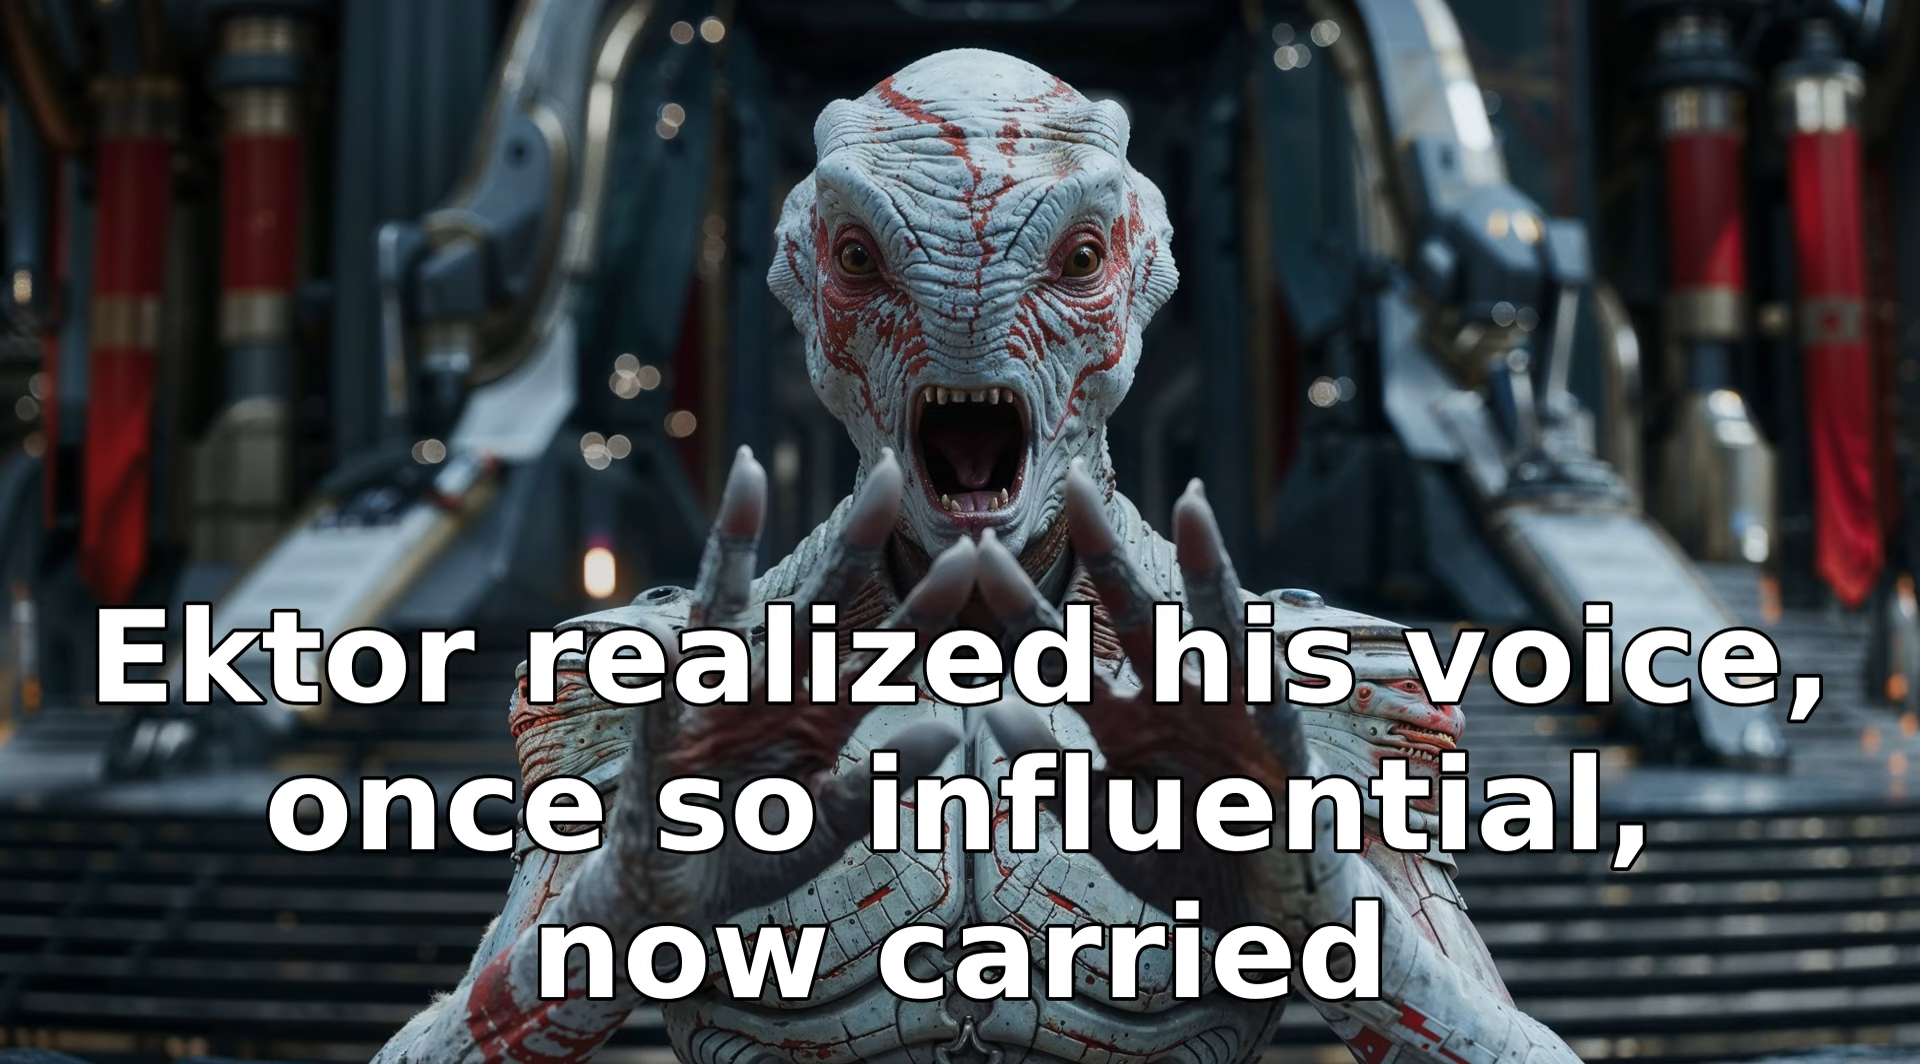 Ektor realized his voice,
once so influential,
now carried